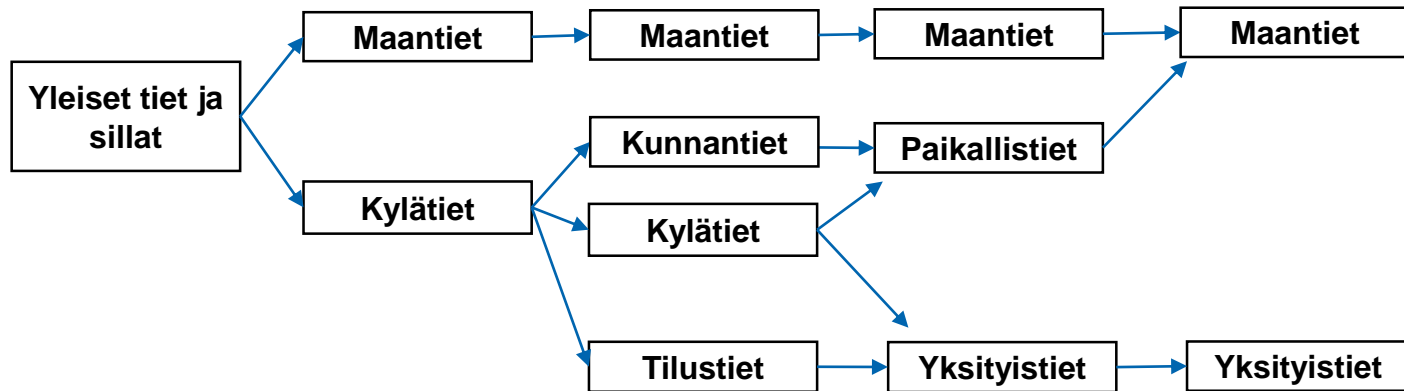 Maantiet
Maantiet
Maantiet
Maantiet
Yleiset tiet ja
sillat
Kunnantiet
Paikallistiet
Kylätiet
Kylätiet
Tilustiet
Yksityistiet
Yksityistiet